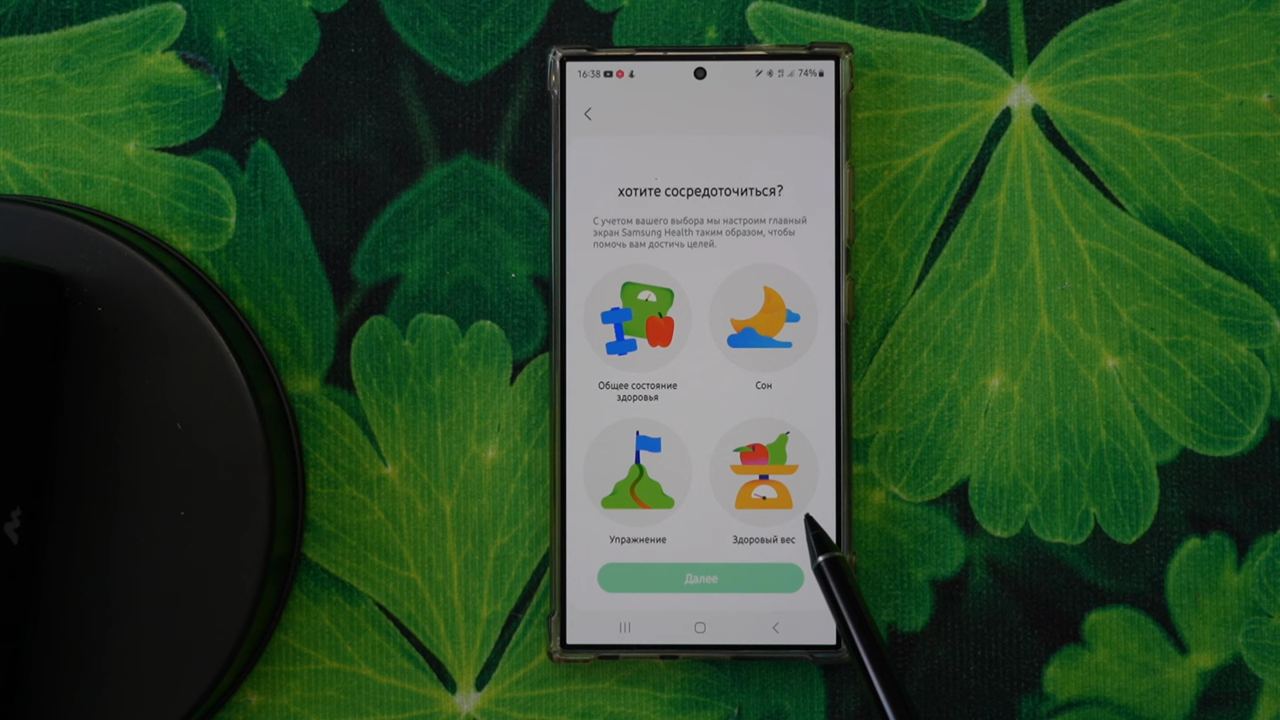 16:38
74%
хотите сосредоточиться?
С учетом вашего выбора мы настроим главный
экран Samsung Health таким образом, чтобы
помочь вам достичь целей.
Общее состояние
здоровья
Сон
Упражнение
Здоровый вес
Далее